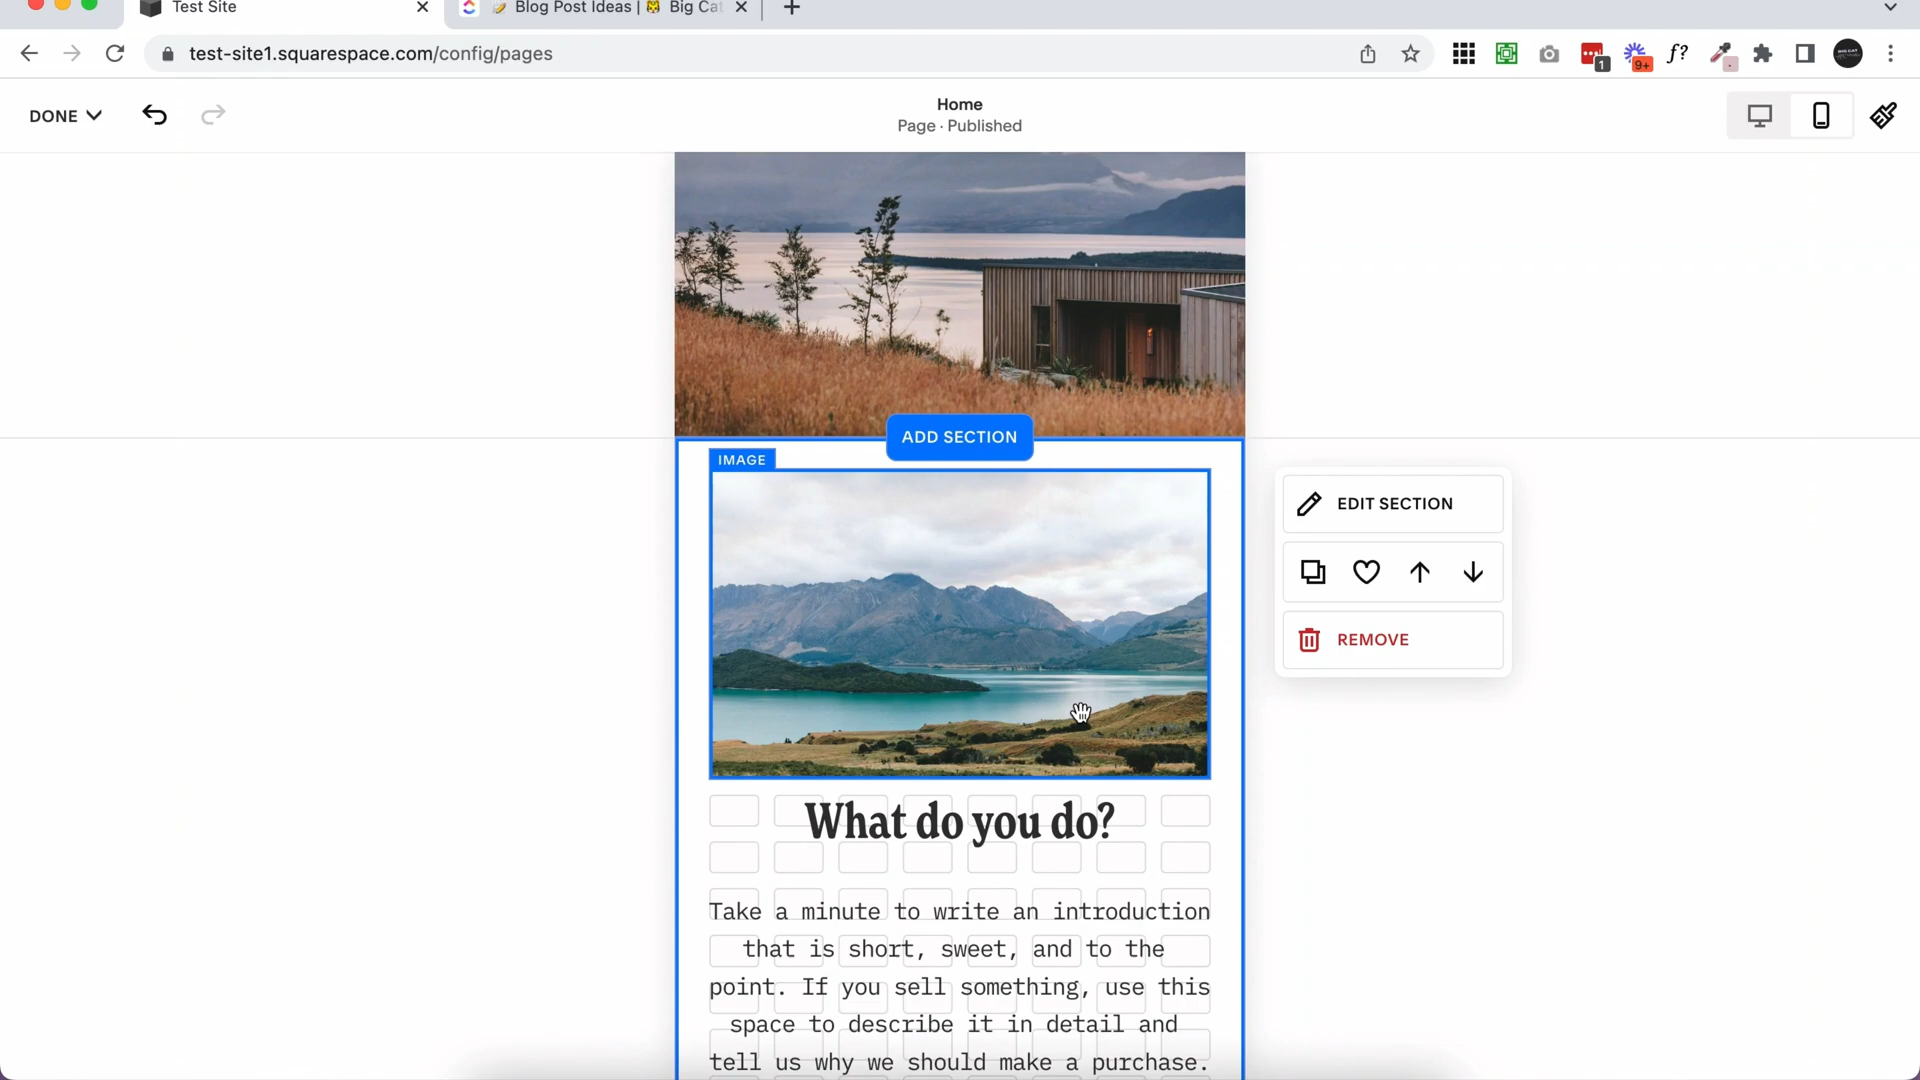 Test Site
Blog Post Ideas | 🐯 Big Cat
test-site1.squarespace.com/config/pages
1
9+
f?
DONE
Home
Page · Published
ADD SECTION
IMAGE
EDIT SECTION
REMOVE
What do you do?
Take a minute to write an introduction
that is short, sweet, and to the
point. If you sell something, use this
space to describe it in detail and
tell us why we should make a purchase.